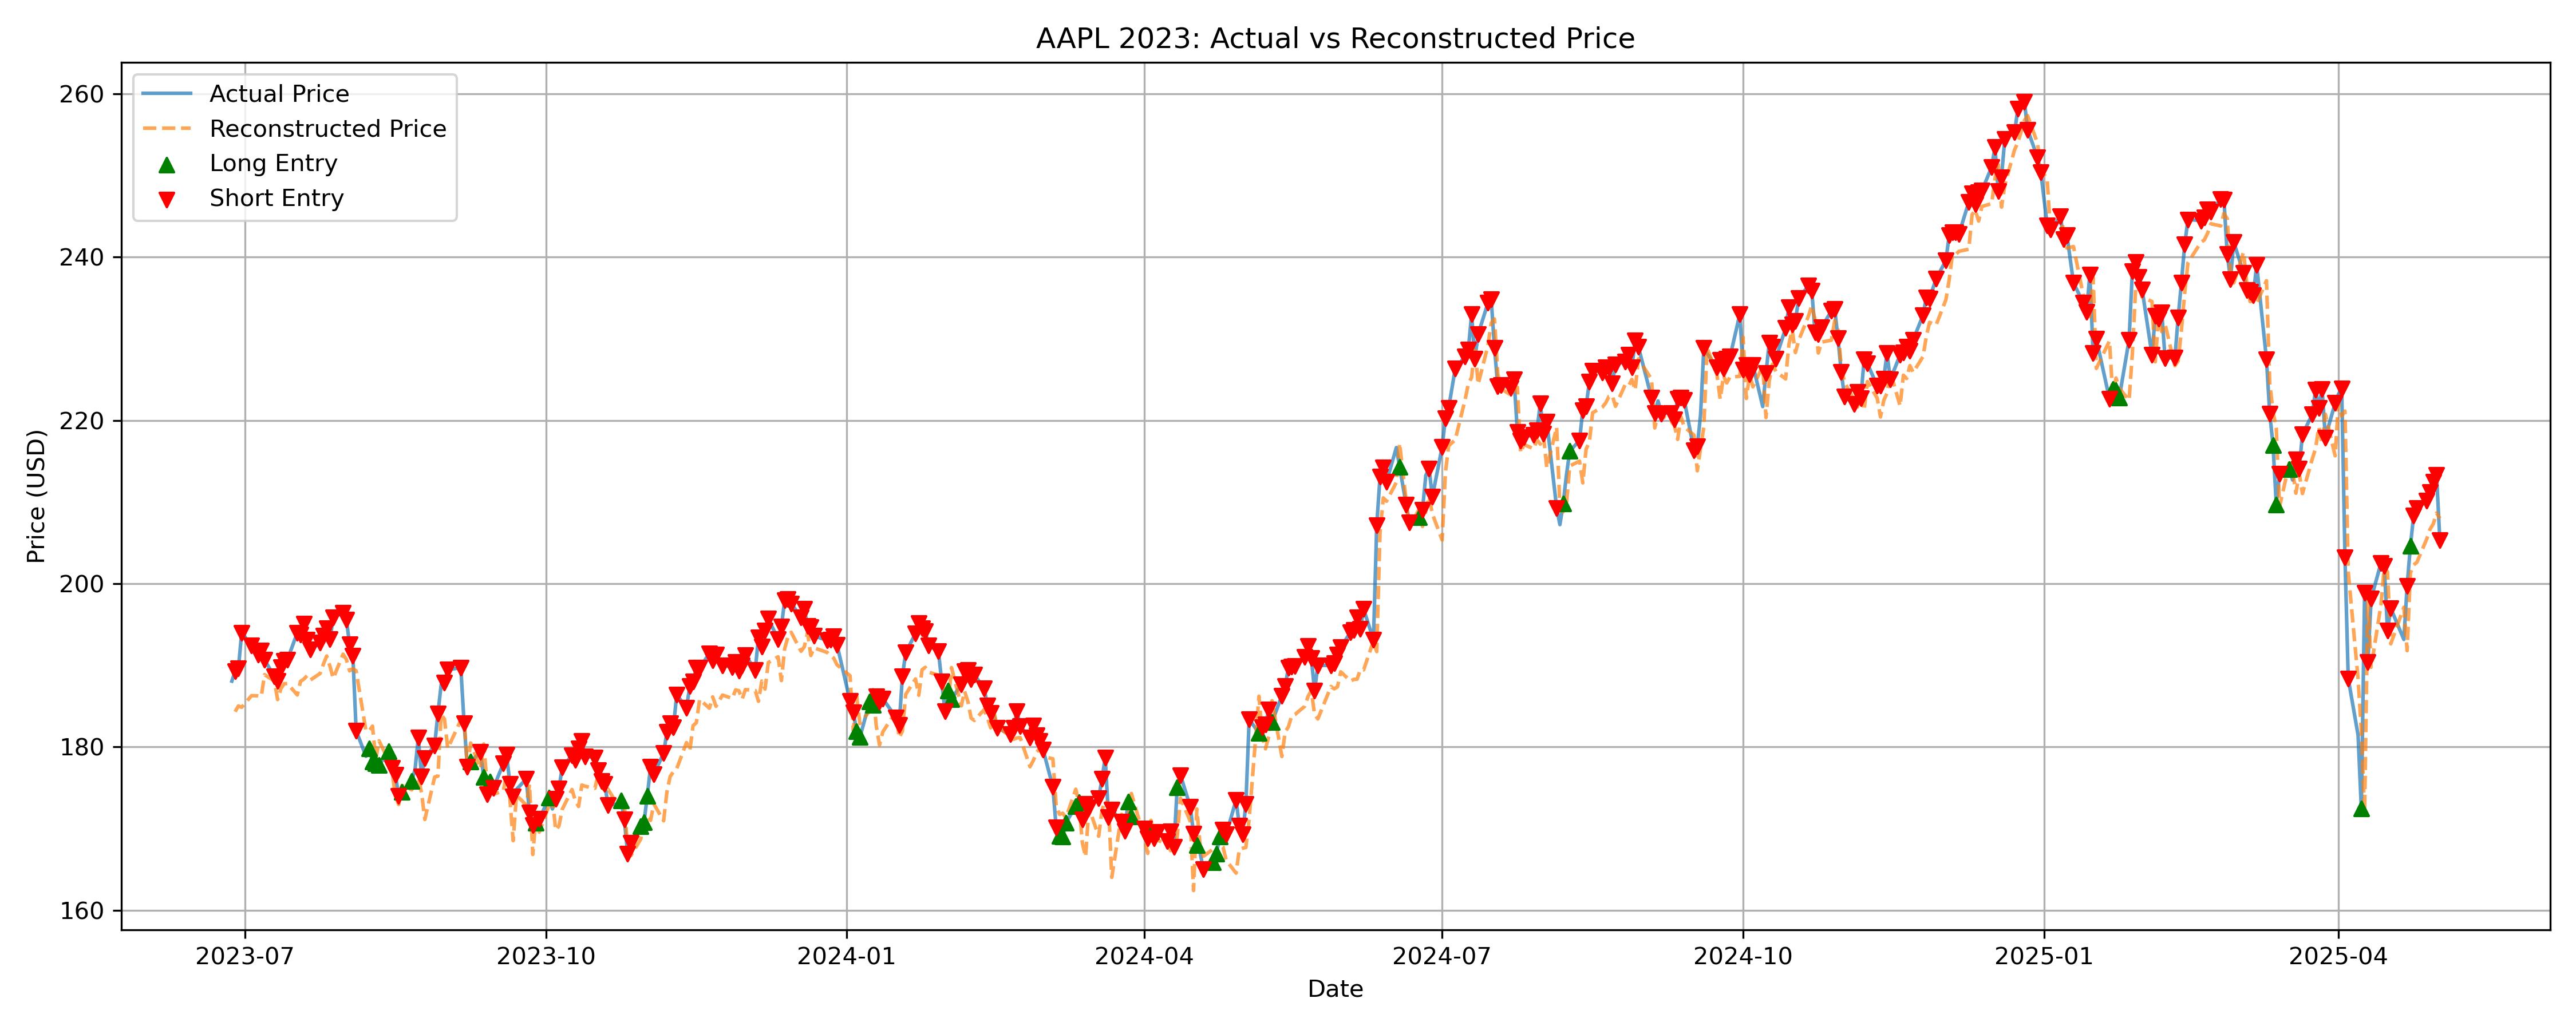 AAPL 2023: Actual vs Reconstructed Price
Actual Price
Reconstructed Price
Long Entry
Short Entry
Price (USD)
260
240
220
200
180
160
2023-07
2023-10
2024-01
2024-04
2024-07
2024-10
2025-01
2025-04
Date